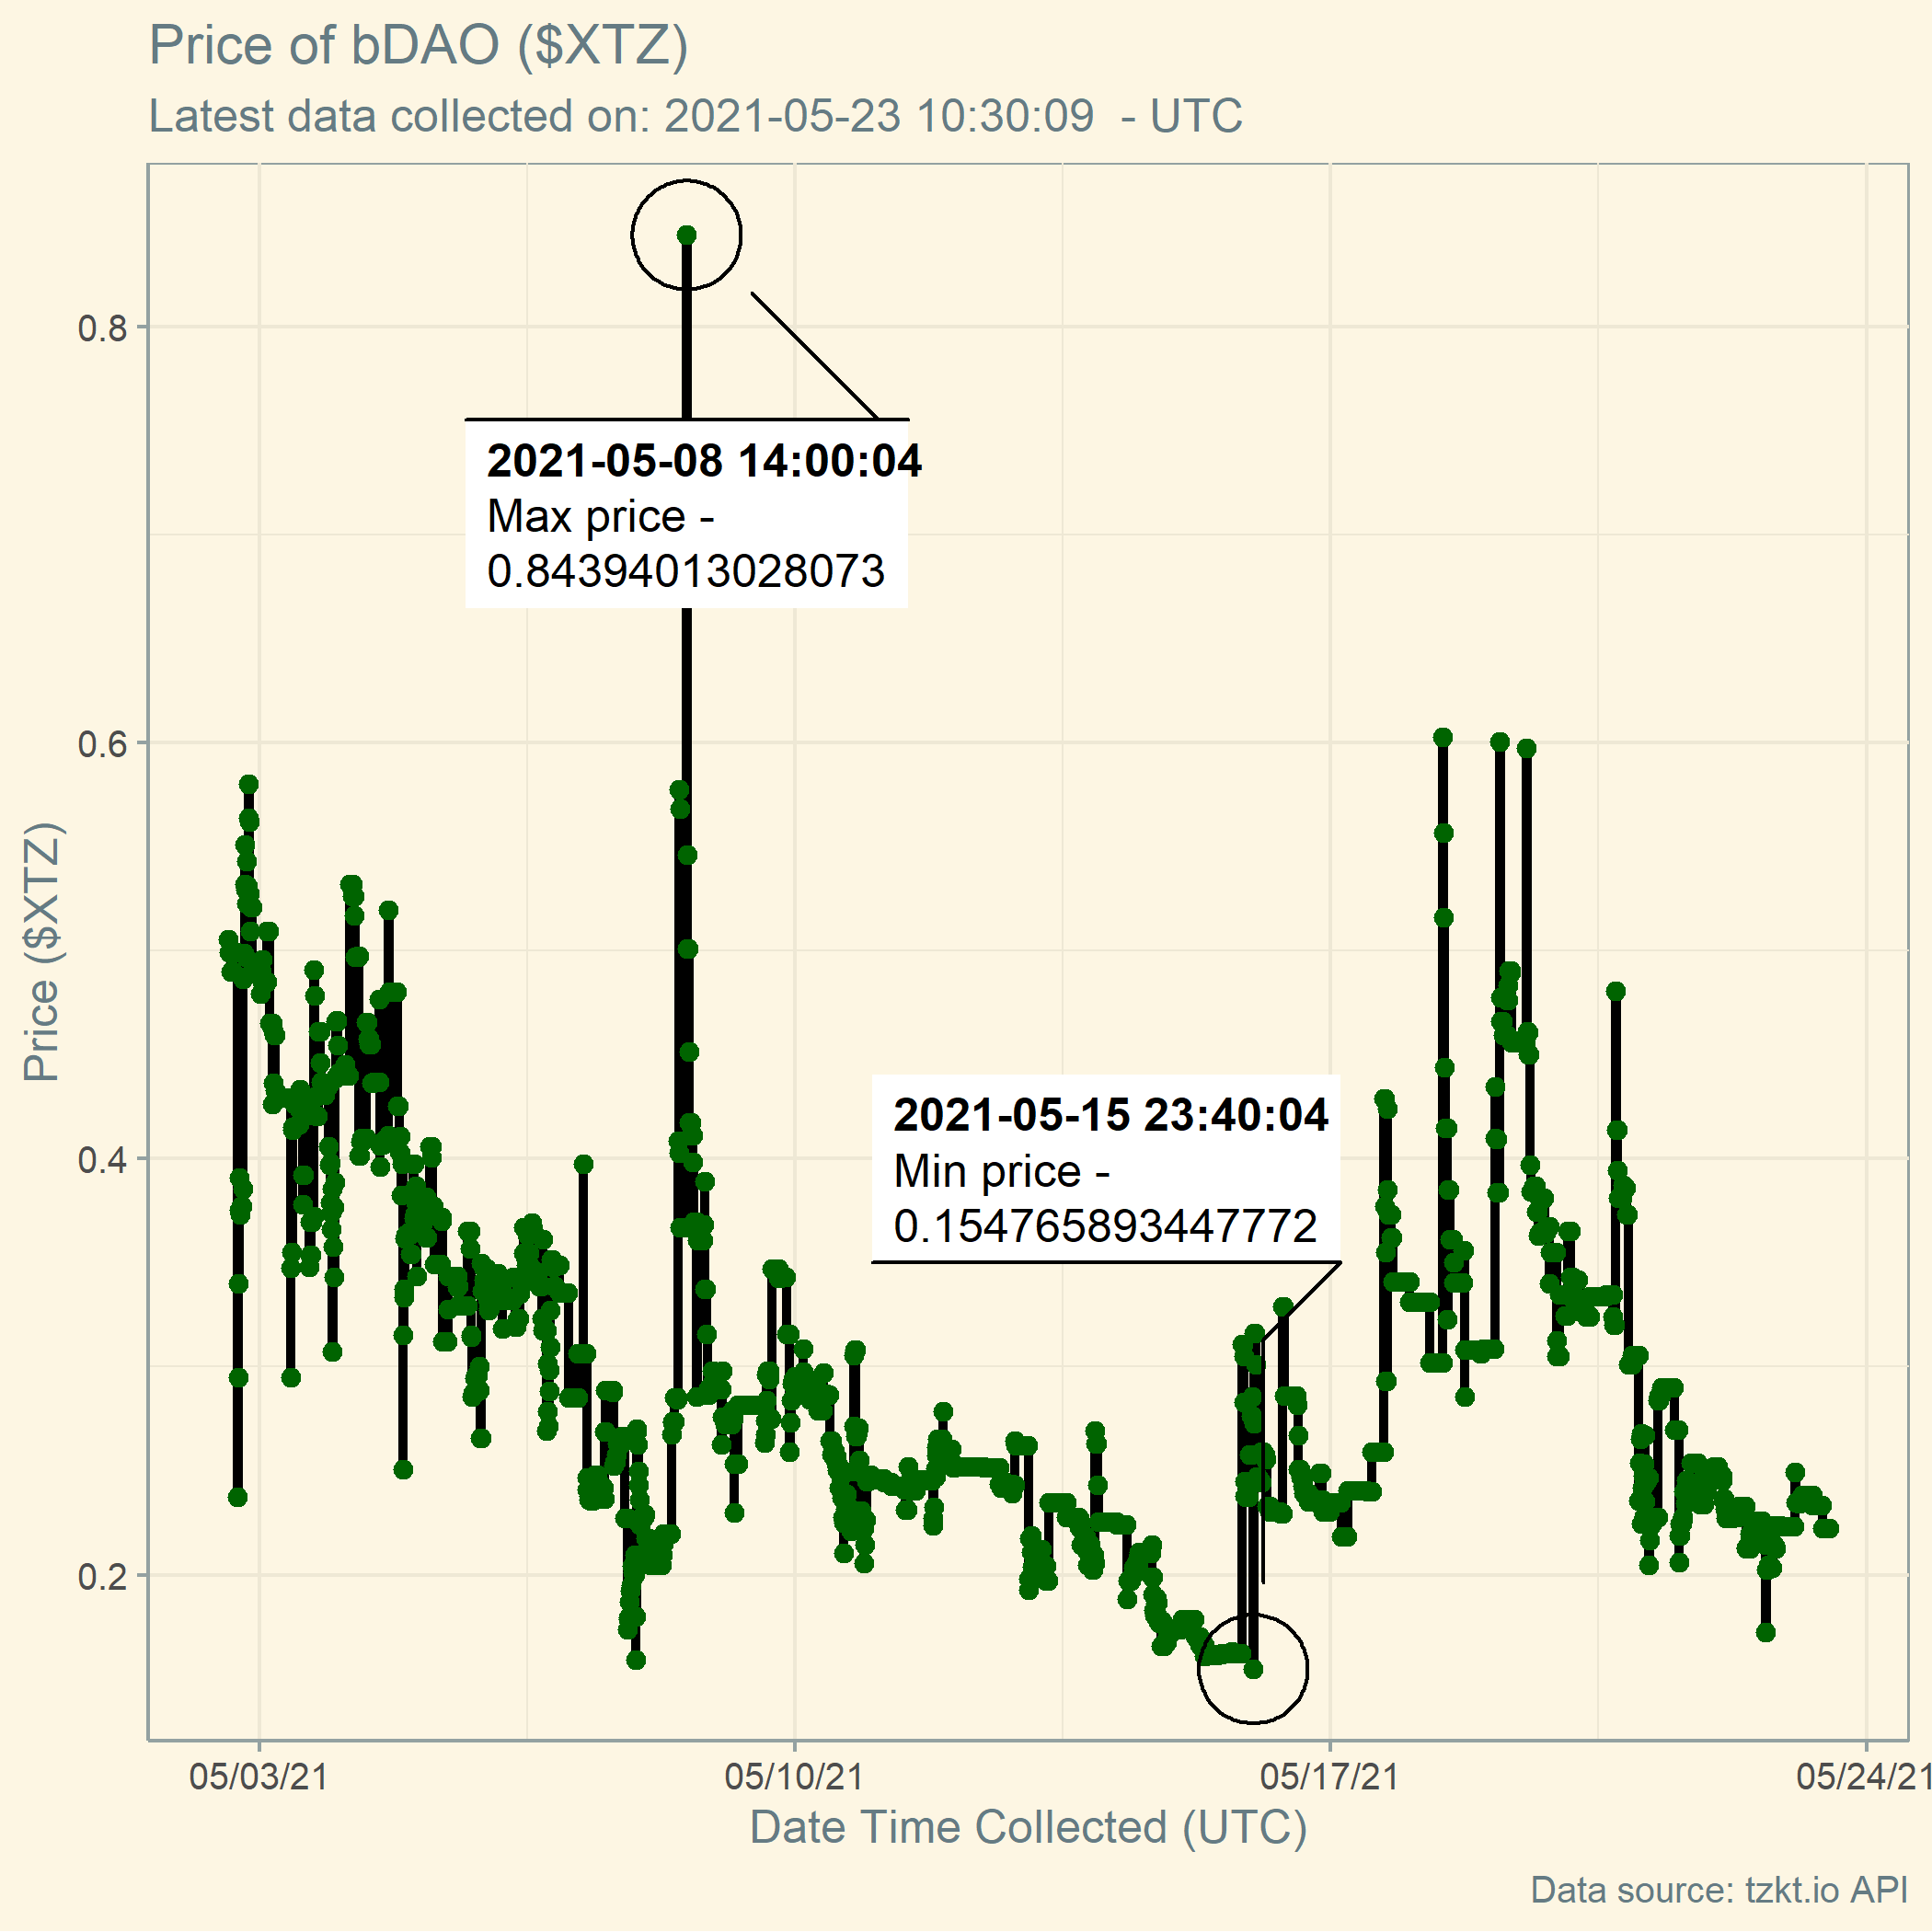 Price of bDAO ($XTZ)
Latest data collected on: 2021-05-23 10:30:09  - UTC
0.8
0.6
0.4
0.2
Price ($XTZ)
2021-05-08 14:00:04
Max price -
0.84394013028073
2021-05-15 23:40:04
Min price -
0.154765893447772
05/03/21
05/10/21
05/17/21
05/24/21
Date Time Collected (UTC)
Data source: tzkt.io API